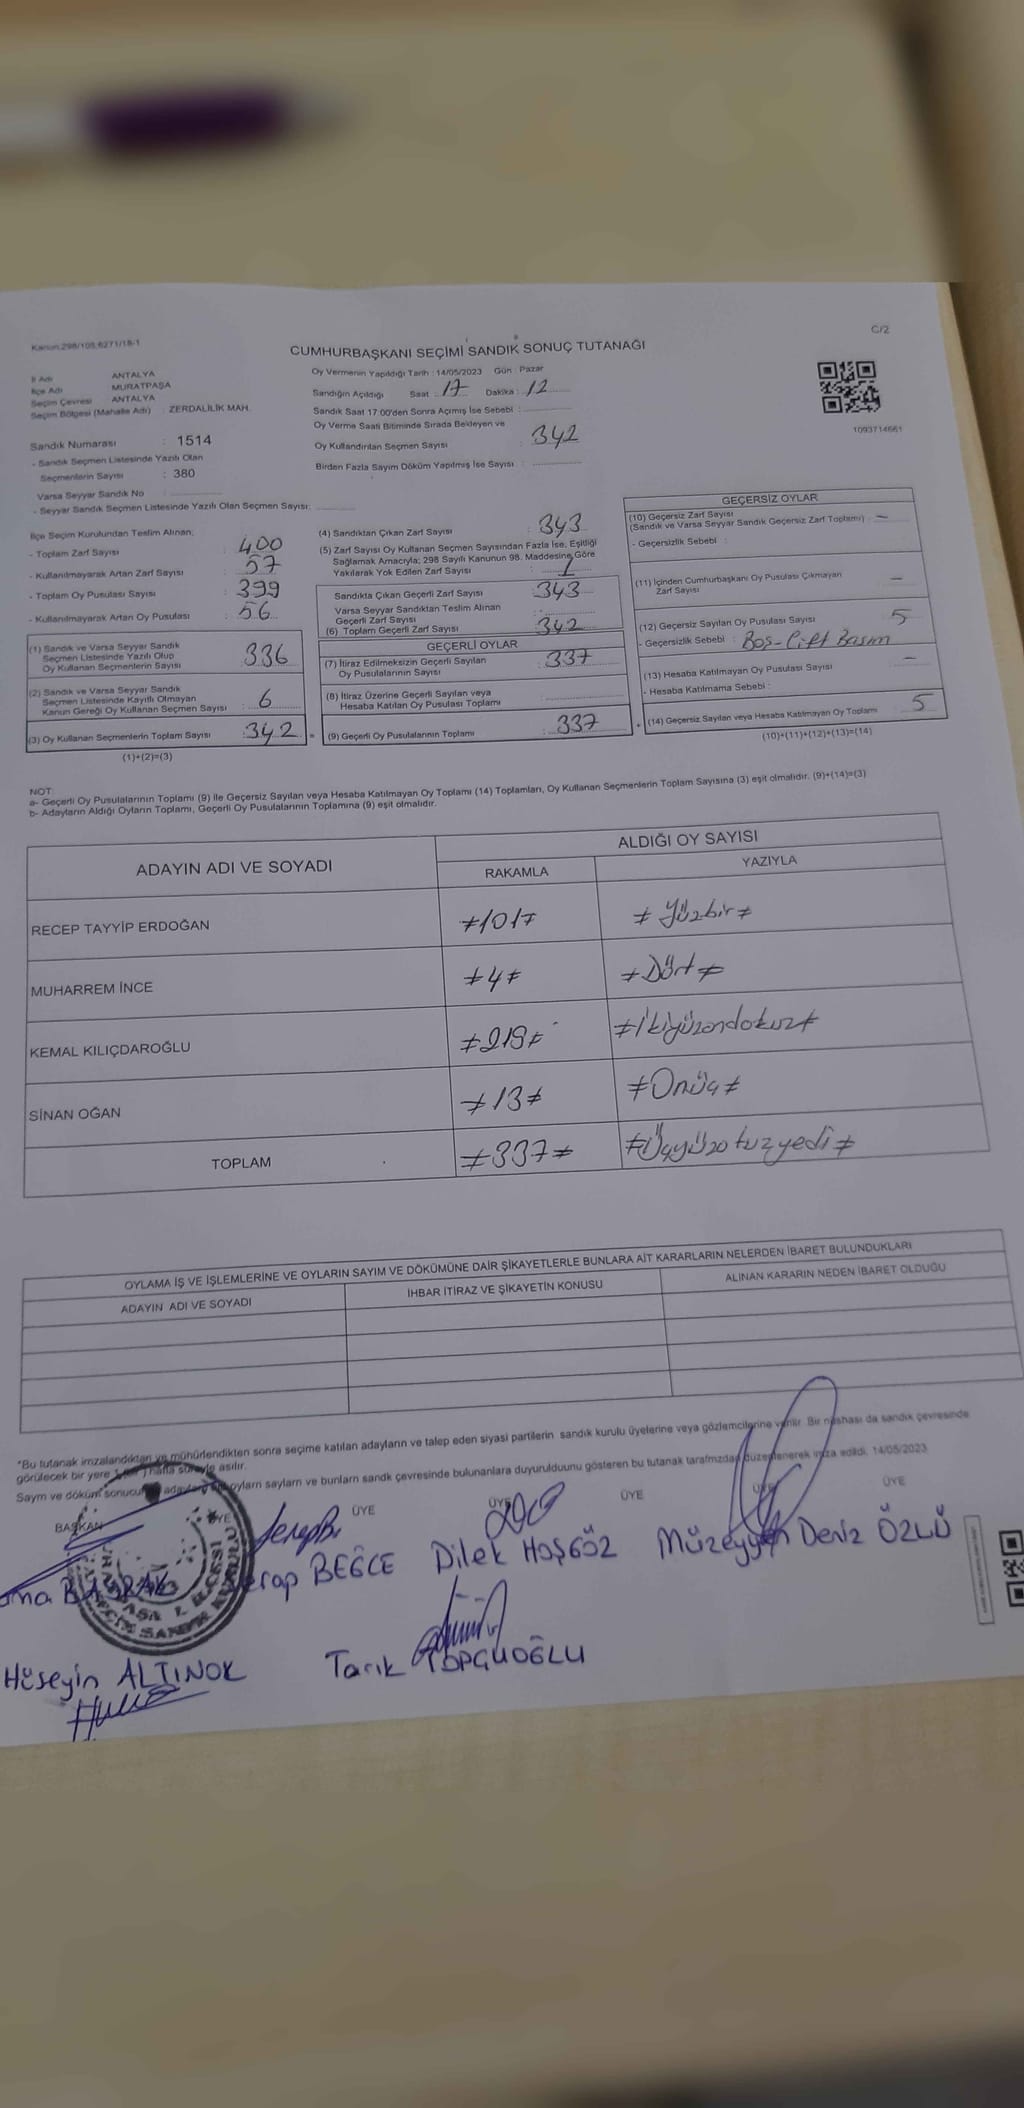 Kanun:298/105;6271/18-1
C/2
CUMHURBAŞKANI SEÇİMİ SANDIK SONUÇ TUTANAĞI
İl Adı : ANTALYA
İlçe Adı : MURATPAŞA
Seçim Çevresi : ANTALYA
Seçim Bölgesi (Mahalle Adı) : ZERDALİLİK MAH.
Sandık Numarası : 1514
- Sandık Seçmen Listesinde Yazılı Olan
Seçmenlerin Sayısı : 380
Varsa Seyyar Sandık No :
- Seyyar Sandık Seçmen Listesinde Yazılı Olan Seçmen Sayısı:
Oy Vermenin Yapıldığı Tarih : 14/05/2023 Gün : Pazar
Sandığın Açıldığı Saat : 17 Dakika : 12
Sandık Saat 17:00'den Sonra Açımış İse Sebebi :
Oy Verme Saati Bitiminde Sırada Bekleyen ve
Oy Kullandırılan Seçmen Sayısı : 342
Birden Fazla Sayım Döküm Yapılmış İse Sayısı :
1093714661
İlçe Seçim Kurulundan Teslim Alınan;
- Toplam Zarf Sayısı : 400
- Kullanılmayarak Artan Zarf Sayısı : 57
- Toplam Oy Pusulası Sayısı : 399
- Kullanılmayarak Artan Oy Pusulası : 56
(1) Sandık ve Varsa Seyyar Sandık
Seçmen Listesinde Yazılı Olup
Oy Kullanan Seçmenlerin Sayısı : 336
(2) Sandık ve Varsa Seyyar Sandık
Seçmen Listesinde Kayıtlı Olmayan
Kanun Gereği Oy Kullanan Seçmen Sayısı : 6
(3) Oy Kullanan Seçmenlerin Toplam Sayısı : 342 =
(1)+(2)=(3)
(4) Sandıktan Çıkan Zarf Sayısı : 343
(5) Zarf Sayısı Oy Kullanan Seçmen Sayısından Fazla İse, Eşitliği
Sağlamak Amacıyla; 298 Sayılı Kanunun 98. Maddesine Göre
Yakılarak Yok Edilen Zarf Sayısı : 1
Sandıkta Çıkan Geçerli Zarf Sayısı : 343
Varsa Seyyar Sandıktan Teslim Alınan
Geçerli Zarf Sayısı :
(6) Toplam Geçerli Zarf Sayısı : 342
GEÇERLİ OYLAR
(7) İtiraz Edilmeksizin Geçerli Sayılan
Oy Pusulalarının Sayısı : 337
(8) İtiraz Üzerine Geçerli Sayılan veya
Hesaba Katılan Oy Pusulası Toplamı :
(9) Geçerli Oy Pusulalarının Toplamı : 337 +
GEÇERSİZ OYLAR
(10) Geçersiz Zarf Sayısı
(Sandık ve Varsa Seyyar Sandık Geçersiz Zarf Toplamı) : –
- Geçersizlik Sebebi :
(11) İçinden Cumhurbaşkanı Oy Pusulası Çıkmayan
Zarf Sayısı –
(12) Geçersiz Sayılan Oy Pusulası Sayısı 5
- Geçersizlik Sebebi : Boş-Çift Basım
(13) Hesaba Katılmayan Oy Pusulası Sayısı –
- Hesaba Katılmama Sebebi :
(14) Geçersiz Sayılan veya Hesaba Katılmayan Oy Toplamı 5
(10)+(11)+(12)+(13)=(14)
NOT:
a- Geçerli Oy Pusulalarının Toplamı (9) ile Geçersiz Sayılan veya Hesaba Katılmayan Oy Toplamı (14) Toplamları, Oy Kullanan Seçmenlerin Toplam Sayısına (3) eşit olmalıdır. (9)+(14)=(3)
b- Adayların Aldığı Oyların Toplamı, Geçerli Oy Pusulalarının Toplamına (9) eşit olmalıdır.
ADAYIN ADI VE SOYADI
ALDIĞI OY SAYISI
RAKAMLA YAZIYLA
RECEP TAYYİP ERDOĞAN ≠101≠ ≠Yüzbir≠
MUHARREM İNCE ≠4≠ ≠Dört≠
KEMAL KILIÇDAROĞLU ≠219≠ ≠İkiyüzondokuz≠
SİNAN OĞAN ≠13≠ ≠Onüç≠
TOPLAM ≠337≠ ≠Üçyüzotuzyedi≠
OYLAMA İŞ VE İŞLEMLERİNE VE OYLARIN SAYIM VE DÖKÜMÜNE DAİR ŞİKAYETLERLE BUNLARA AİT KARARLARIN NELERDEN İBARET BULUNDUKLARI
ADAYIN ADI VE SOYADI İHBAR İTİRAZ VE ŞİKAYETİN KONUSU ALINAN KARARIN NEDEN İBARET OLDUĞU
*Bu tutanak imzalandıktan ve mühürlendikten sonra seçime katılan adayların ve talep eden siyasi partilerin sandık kurulu üyelerine veya gözlemcilerine verilir. Bir nüshası da sandık çevresinde
görülecek bir yere hafta süreyle asılır.
Sayım ve döküm sonucu oyların sayların ve bunların sandık çevresinde bulunanlara duyurulduunu gösteren bu tutanak tarafımızdan düzenlenerek imza edildi. 14/05/2023
BAŞKAN ÜYE ÜYE ÜYE ÜYE ÜYE ÜYE
BEĞCE Dilek HOŞGÖZ Müzeyyen Deniz ÖZLÜ
Hüseyin ALTINOK Tarık TOPÇUOĞLU